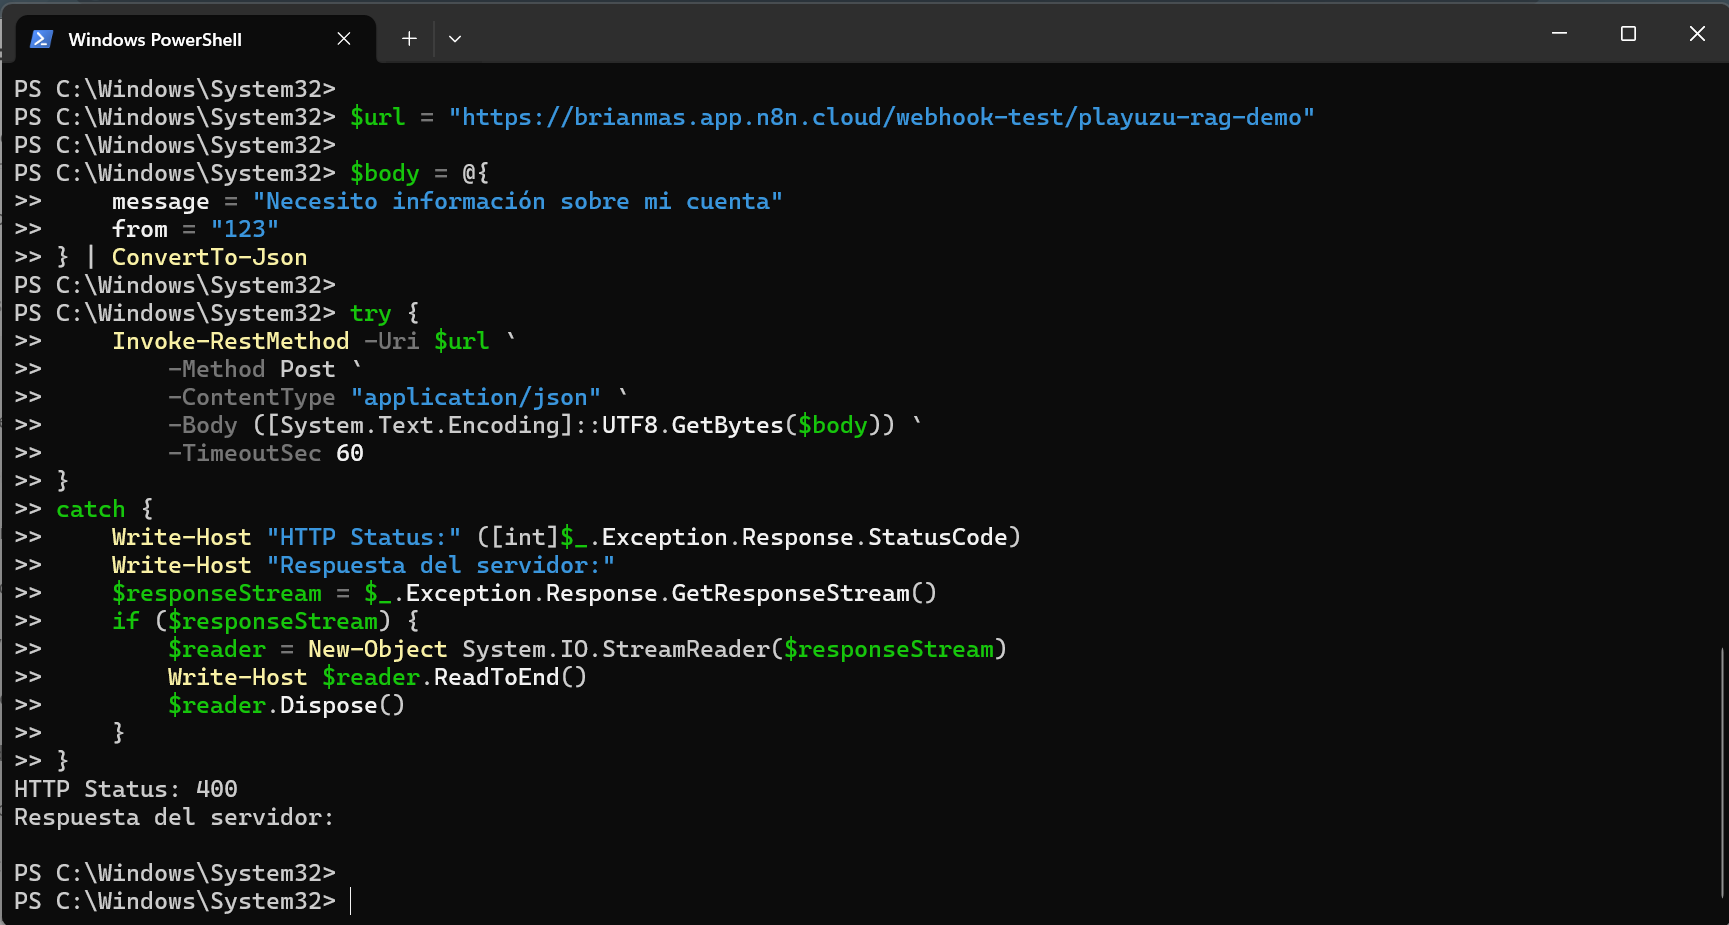 Windows PowerShell
PS C:\Windows\System32>
PS C:\Windows\System32> $url = "https://brianmas.app.n8n.cloud/webhook-test/playuzu-rag-demo"
PS C:\Windows\System32>
PS C:\Windows\System32> $body = @{
>>     message = "Necesito información sobre mi cuenta"
>>     from = "123"
>> } | ConvertTo-Json
PS C:\Windows\System32>
PS C:\Windows\System32> try {
>>     Invoke-RestMethod -Uri $url `
>>         -Method Post `
>>         -ContentType "application/json" `
>>         -Body ([System.Text.Encoding]::UTF8.GetBytes($body)) `
>>         -TimeoutSec 60
>> }
>> catch {
>>     Write-Host "HTTP Status:" ([int]$_.Exception.Response.StatusCode)
>>     Write-Host "Respuesta del servidor:"
>>     $responseStream = $_.Exception.Response.GetResponseStream()
>>     if ($responseStream) {
>>         $reader = New-Object System.IO.StreamReader($responseStream)
>>         Write-Host $reader.ReadToEnd()
>>         $reader.Dispose()
>>     }
>> }
HTTP Status: 400
Respuesta del servidor:
PS C:\Windows\System32>
PS C:\Windows\System32>